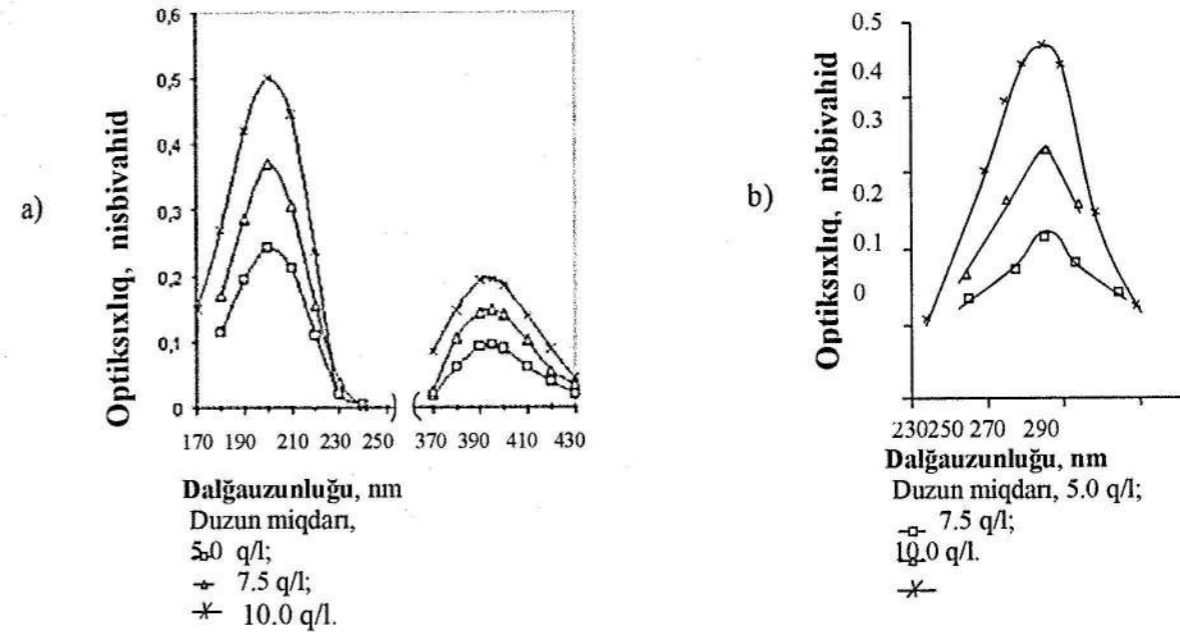 a)
Optiksıxlıq, nisbivahid
0,6
0,5
0,4
0,3
0,2
0,1
0
170 190 210 230 250 370 390 410 430
Dalğauzunluğu, nm
Duzun miqdarı,
5.0 q/l;
7.5 q/l;
10.0 q/l.
b)
Optiksıxlıq, nisbivahid
0.5
0.4
0.3
0.2
0.1
0
230250 270 290
Dalğauzunluğu, nm
Duzun miqdarı, 5.0 q/l;
7.5 q/l;
10.0 q/l.